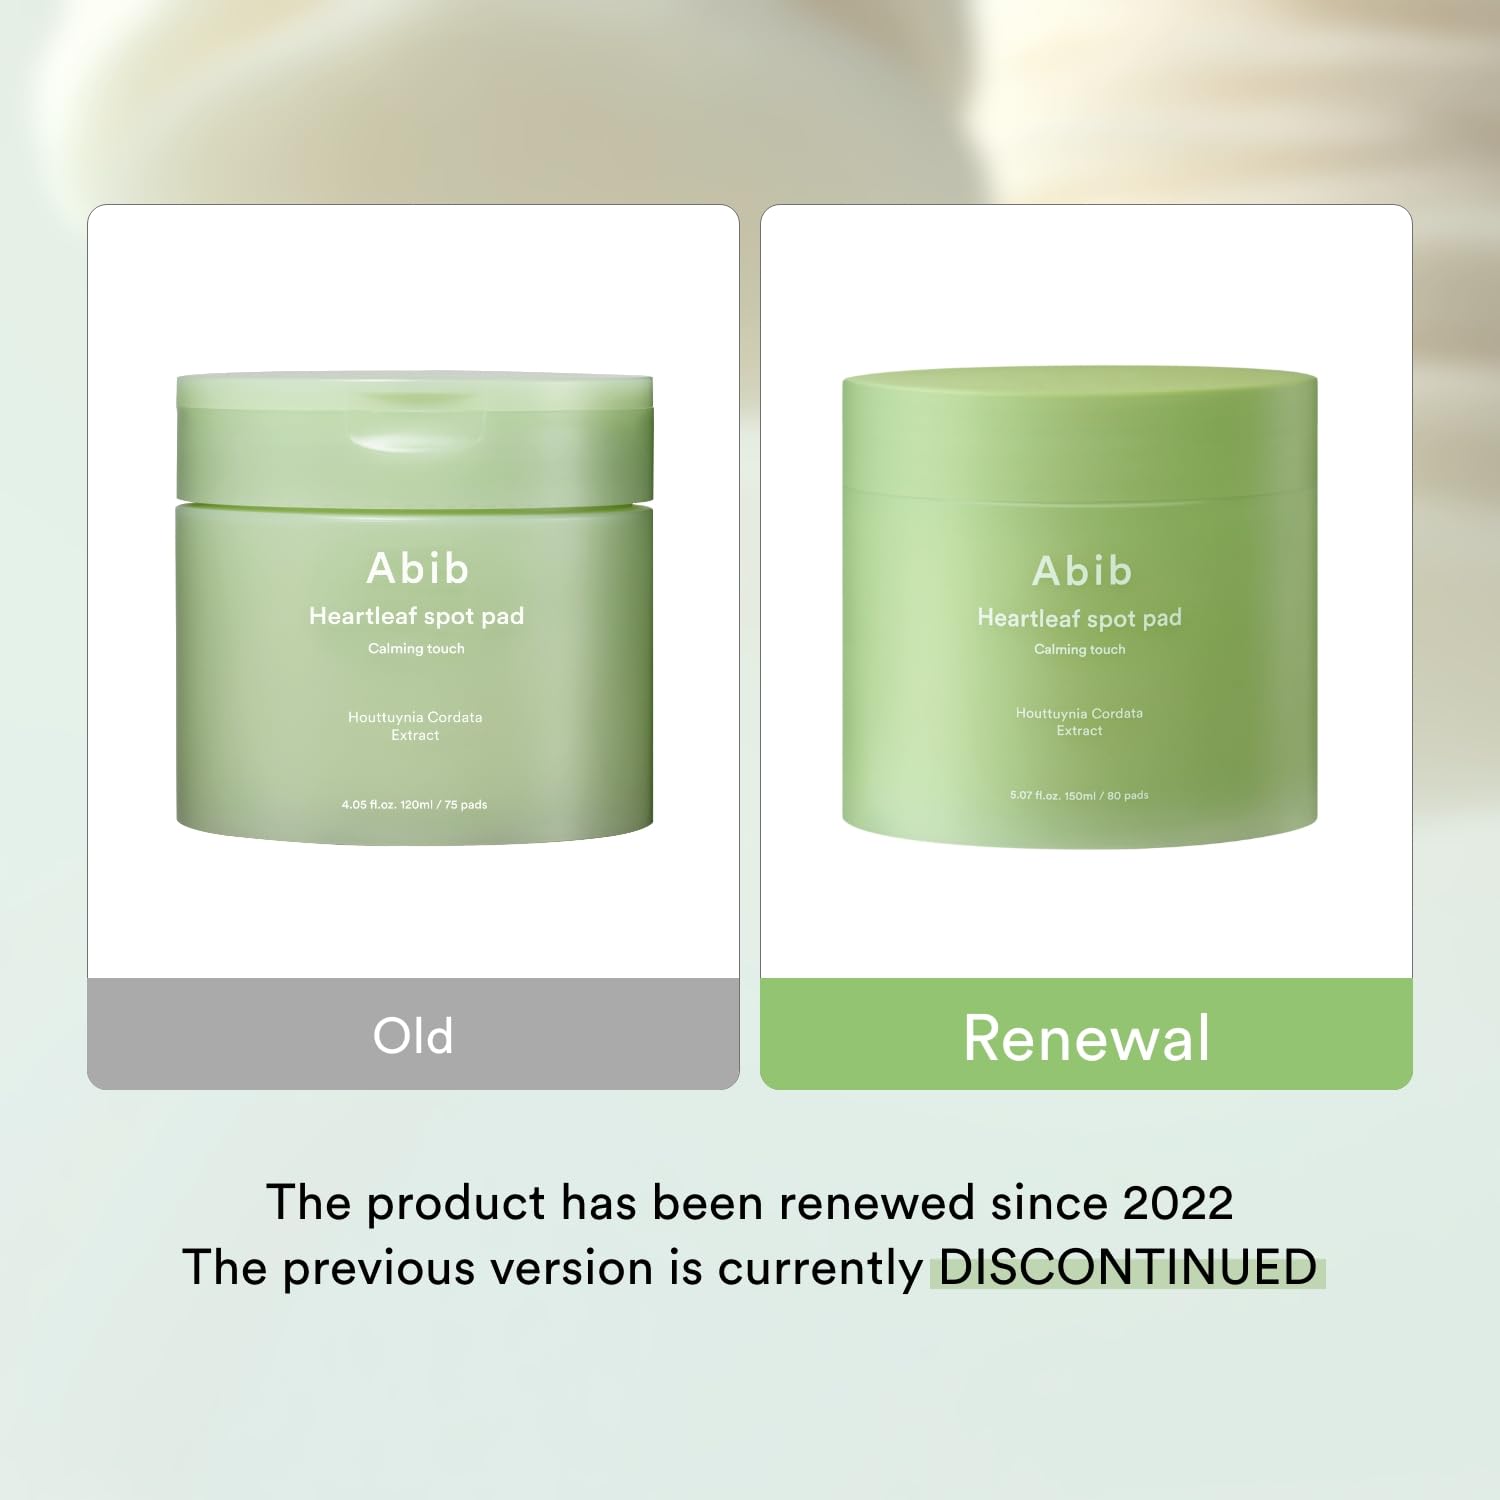 Abib
Heartleaf spot pad
Calming touch
Houttuynia Cordata
Extract
4.05 fl.oz. 120ml / 75 pads
Old
Abib
Heartleaf spot pad
Calming touch
Houttuynia Cordata
Extract
5.07 fl.oz. 150ml / 80 pads
Renewal
The product has been renewed since 2022
The previous version is currently DISCONTINUED